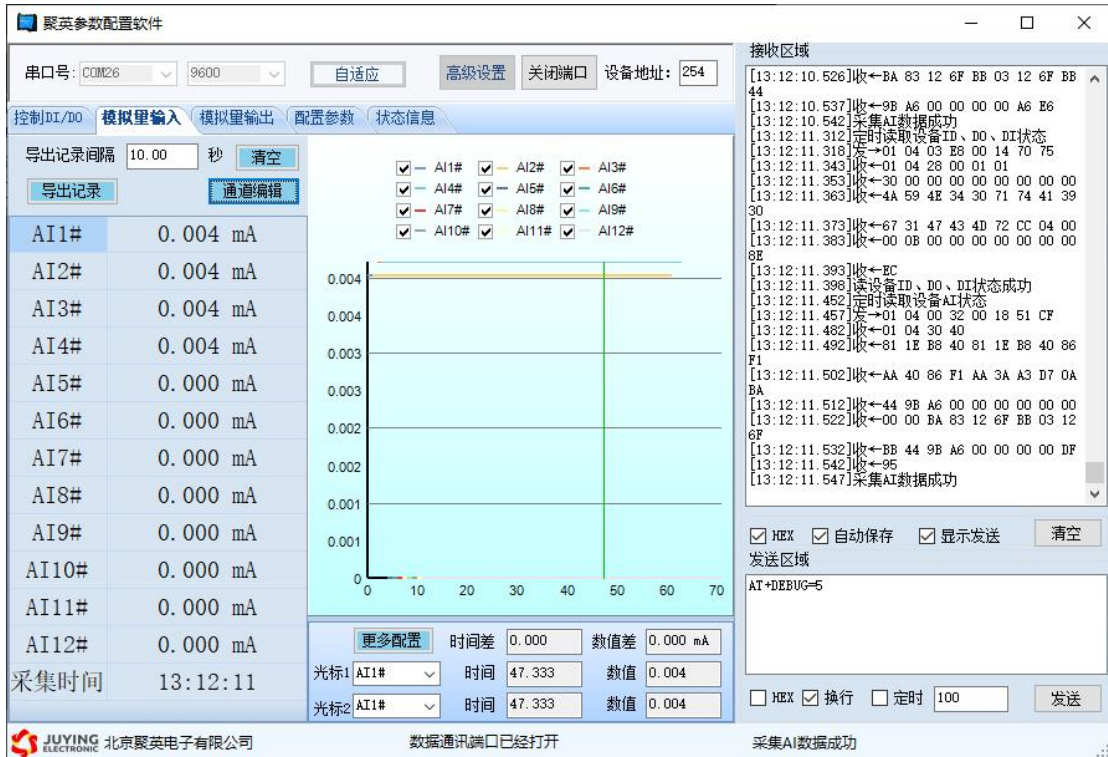 聚英参数配置软件
串口号: COM26 9600 自适应 高级设置 关闭端口 设备地址: 254
控制DI/DO 模拟量输入 模拟量输出 配置参数 状态信息
导出记录间隔 10.00 秒 清空
导出记录 通道编辑
AI1# 0.004 mA
AI2# 0.004 mA
AI3# 0.004 mA
AI4# 0.004 mA
AI5# 0.000 mA
AI6# 0.000 mA
AI7# 0.000 mA
AI8# 0.000 mA
AI9# 0.000 mA
AI10# 0.000 mA
AI11# 0.000 mA
AI12# 0.000 mA
采集时间 13:12:11
AI1# AI2# AI3#
AI4# AI5# AI6#
AI7# AI8# AI9#
AI10# AI11# AI12#
0.004
0.004
0.003
0.003
0.002
0.002
0.001
0.001
0
0 10 20 30 40 50 60 70
更多配置 时间差 0.000 数值差 0.000 mA
光标1 AI1# 时间 47.333 数值 0.004
光标2 AI1# 时间 47.333 数值 0.004
接收区域
[13:12:10.526]收←BA 83 12 6F BB 03 12 6F BB
44
[13:12:10.537]收←9B A6 00 00 00 00 A6 E6
[13:12:10.542]采集AI数据成功
[13:12:11.312]定时读取设备ID、DO、DI状态
[13:12:11.318]发→01 04 03 E8 00 14 70 75
[13:12:11.343]收←01 04 28 00 01 01
[13:12:11.353]收←30 00 00 00 00 00 00 00 00
[13:12:11.363]收←4A 59 4E 34 30 71 74 41 39
30
[13:12:11.373]收←67 31 47 43 4D 72 CC 04 00
[13:12:11.383]收←00 0B 00 00 00 00 00 00 00
8E
[13:12:11.393]收←EC
[13:12:11.398]读设备ID、DO、DI状态成功
[13:12:11.452]定时读取设备AI状态
[13:12:11.457]发→01 04 00 32 00 18 51 CF
[13:12:11.482]收←01 04 30 40
[13:12:11.492]收←81 1E B8 40 81 1E B8 40 86
F1
[13:12:11.502]收←AA 40 86 F1 AA 3A A3 D7 0A
BA
[13:12:11.512]收←44 9B A6 00 00 00 00 00 00
[13:12:11.522]收←00 00 BA 83 12 6F BB 03 12
6F
[13:12:11.532]收←BB 44 9B A6 00 00 00 00 DF
[13:12:11.542]收←95
[13:12:11.547]采集AI数据成功
HEX 自动保存 显示发送 清空
发送区域
AT+DEBUG=5
HEX 换行 定时 100 发送
JUYING ELECTRONIC 北京聚英电子有限公司 数据通讯端口已经打开 采集AI数据成功